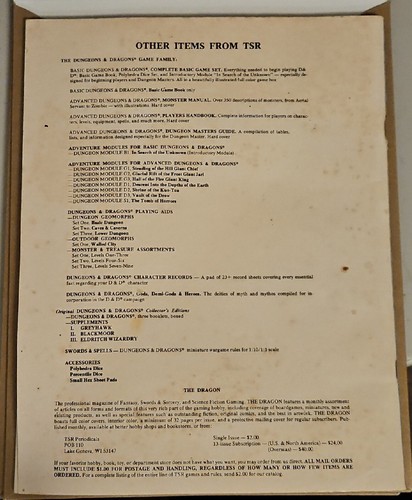 OTHER ITEMS FROM TSR
THE DUNGEONS & DRAGONS® GAME FAMILY:
BASIC DUNGEONS & DRAGONS®, COMPLETE BASIC GAME SET. Everything needed to begin playing D&
D®. Basic Game Book, Polyhedra Dice Set, and Introductory Module "In Search of the Unknown" — especially de-
signed for beginning players and Dungeon Masters. All in a beautifully illustrated full color game box
BASIC DUNGEONS & DRAGONS®, Basic Game Book only
ADVANCED DUNGEONS & DRAGONS®, MONSTER MANUAL. Over 350 descriptions of monsters, from Aerial
Servant to Zombie — with illustrations. Hard cover
ADVANCED DUNGEONS & DRAGONS®, PLAYERS HANDBOOK. Complete information for players on charac-
ters, levels, equipment, spells, and much more. Hard cover
ADVANCED DUNGEONS & DRAGONS®, DUNGEON MASTERS GUIDE. A compilation of tables,
lists, and information designed especially for the Dungeon Master. Hard cover
ADVENTURE MODULES FOR BASIC DUNGEONS & DRAGONS®
—DUNGEON MODULE B1, In Search of the Unknown (Introductory Module)
ADVENTURE MODULES FOR ADVANCED DUNGEONS & DRAGONS®
—DUNGEON MODULE G1, Steading of the Hill Giant Chief
—DUNGEON MODULE G2, Glacial Rift of the Frost Giant Jarl
—DUNGEON MODULE G3, Hall of the Fire Giant King
—DUNGEON MODULE D1, Descent Into the Depths of the Earth
—DUNGEON MODULE D2, Shrine of the Kuo-Toa
—DUNGEON MODULE D3, Vault of the Drow
—DUNGEON MODULE S1, The Tomb of Horrors
DUNGEONS & DRAGONS® PLAYING AIDS
—DUNGEON GEOMORPHS
Set One, Basic Dungeon
Set Two, Caves & Caverns
Set Three, Lower Dungeon
—OUTDOOR GEOMORPHS
Set One, Walled City
—MONSTER & TREASURE ASSORTMENTS
Set One, Levels One-Three
Set Two, Levels Four-Six
Set Three, Levels Seven-Nine
DUNGEONS & DRAGONS® CHARACTER RECORDS — A pad of 25+ record sheets covering every essential
fact regarding your D & D® character
DUNGEONS & DRAGONS®, Gods, Demi-Gods & Heroes. The deities of myth and mythos compiled for in-
corporation in the D & D® campaign
Original DUNGEONS & DRAGONS® Collector's Editions
—DUNGEONS & DRAGONS®, three booklets, boxed
—SUPPLEMENTS
I. GREYHAWK
II. BLACKMOOR
III. ELDRITCH WIZARDRY
SWORDS & SPELLS — DUNGEONS & DRAGONS® miniature wargame rules for 1:10/1:1 scale
ACCESSORIES
Polyhedra Dice
Percentile Dice
Small Hex Sheet Pads
THE DRAGON
The professional magazine of Fantasy, Swords & Sorcery, and Science Fiction Gaming. THE DRAGON features a monthly assortment
of articles on all forms and formats of this very part of the gaming hobby, including coverage of boardgames, miniatures, new and
existing products, as well as special features such as outstanding fiction, original comics, and the best in artwork. THE DRAGON
boasts full color covers, interior color, a minimum of 32 pages per issue, and a protective mailing cover for regular subscribers. Pub-
lished monthly, available at better hobby shops and bookstores, or from:
TSR Periodicals
POB 110
Lake Geneva, WI 53147
Single Issue — $2.00
12-issue Subscription — (U.S. & North America) — $24.00
(Overseas) — $40.00
If your favorite hobby, book, toy, or department store does not have what you want, you may order from us direct. ALL MAIL ORDERS
MUST INCLUDE $1.00 FOR POSTAGE AND HANDLING, REGARDLESS OF HOW MANY OR HOW FEW ITEMS ARE
ORDERED. For a complete listing of the entire line of TSR games and rules, send $2.00 for our catalog